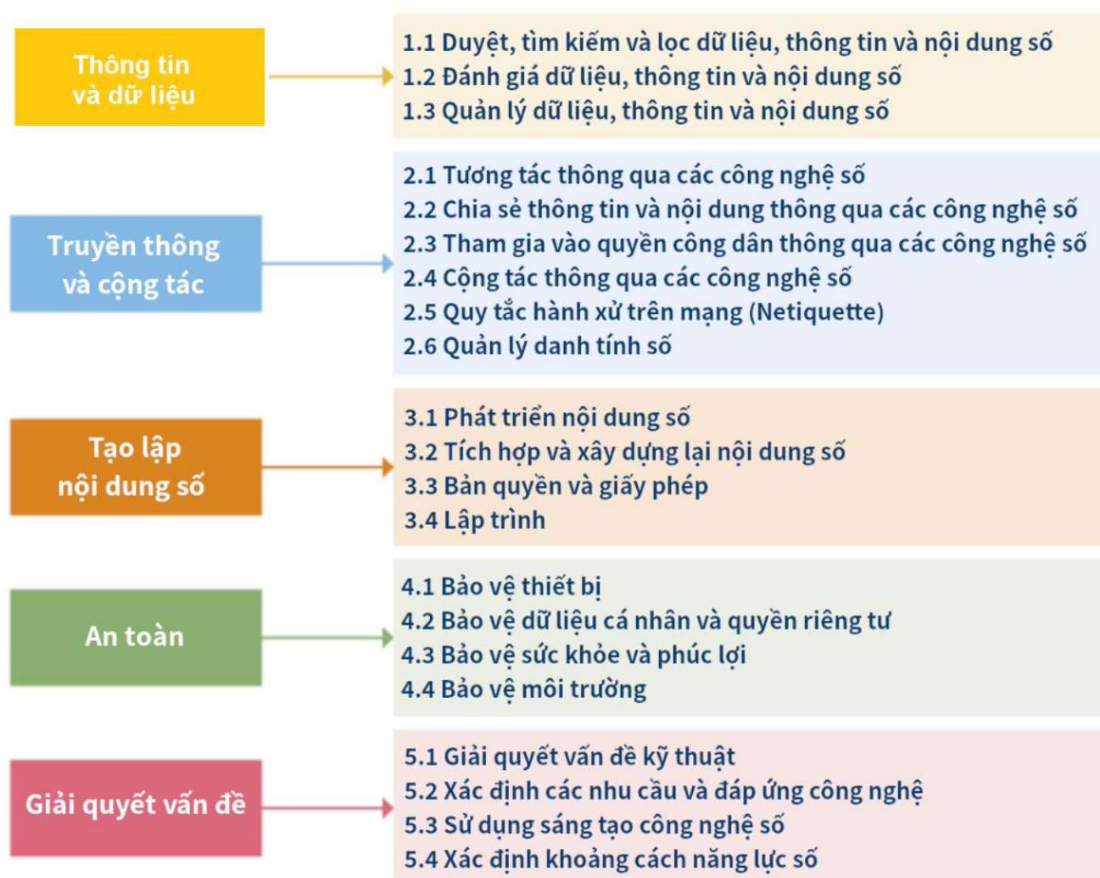 Thông tin
và dữ liệu
1.1 Duyệt, tìm kiếm và lọc dữ liệu, thông tin và nội dung số
1.2 Đánh giá dữ liệu, thông tin và nội dung số
1.3 Quản lý dữ liệu, thông tin và nội dung số
Truyền thông
và cộng tác
2.1 Tương tác thông qua các công nghệ số
2.2 Chia sẻ thông tin và nội dung thông qua các công nghệ số
2.3 Tham gia vào quyền công dân thông qua các công nghệ số
2.4 Cộng tác thông qua các công nghệ số
2.5 Quy tắc hành xử trên mạng (Netiquette)
2.6 Quản lý danh tính số
Tạo lập
nội dung số
3.1 Phát triển nội dung số
3.2 Tích hợp và xây dựng lại nội dung số
3.3 Bản quyền và giấy phép
3.4 Lập trình
An toàn
4.1 Bảo vệ thiết bị
4.2 Bảo vệ dữ liệu cá nhân và quyền riêng tư
4.3 Bảo vệ sức khỏe và phúc lợi
4.4 Bảo vệ môi trường
Giải quyết vấn đề
5.1 Giải quyết vấn đề kỹ thuật
5.2 Xác định các nhu cầu và đáp ứng công nghệ
5.3 Sử dụng sáng tạo công nghệ số
5.4 Xác định khoảng cách năng lực số